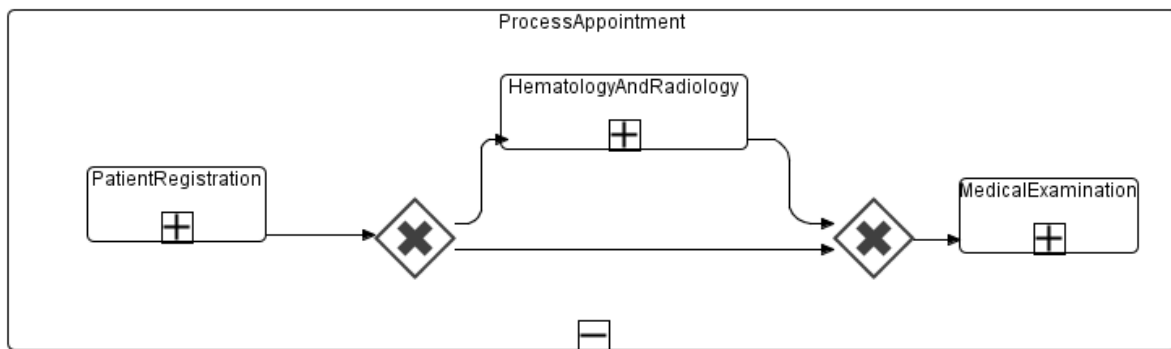 ProcessAppointment
HematologyAndRadiology
PatientRegistration
MedicalExamination